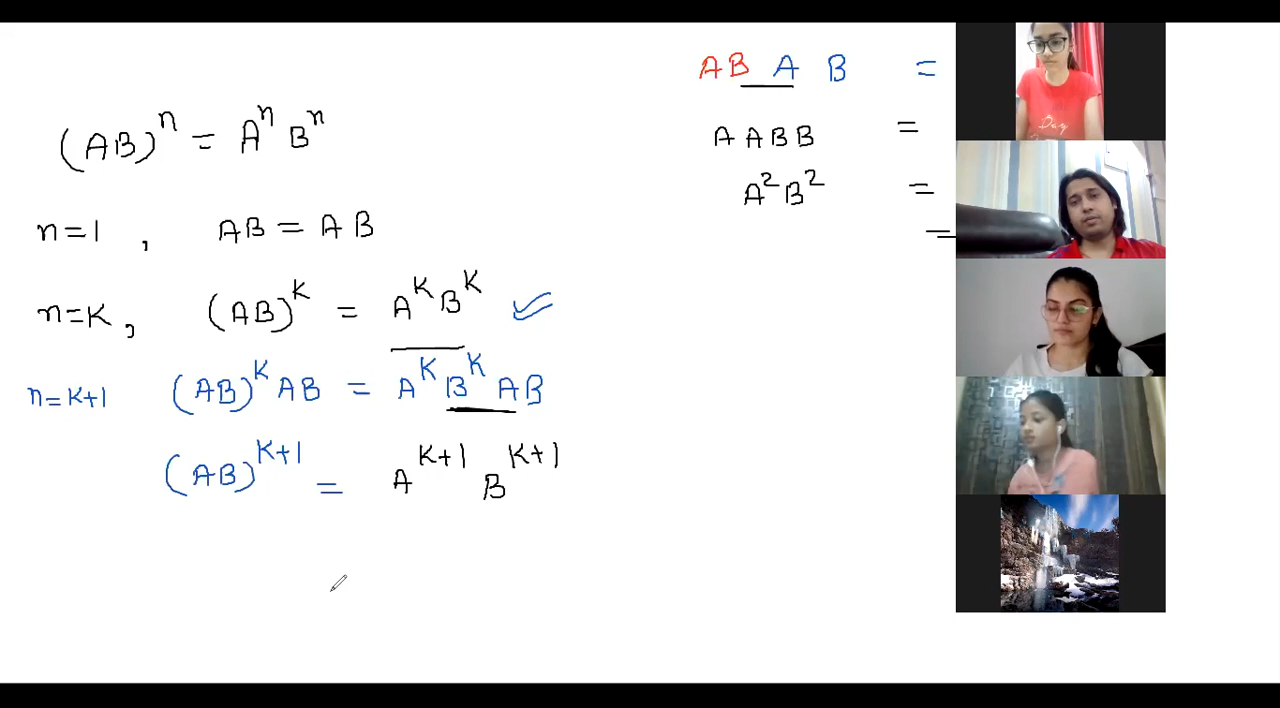 (AB)^n = A^n B^n
n=1 , AB = AB
n=K, (AB)^K = A^K B^K
n=K+1 (AB)^K AB = A^K B^K AB
(AB)^K+1 = A^K+1 B^K+1
AB A B =
A A B B =
A^2 B^2 =
=